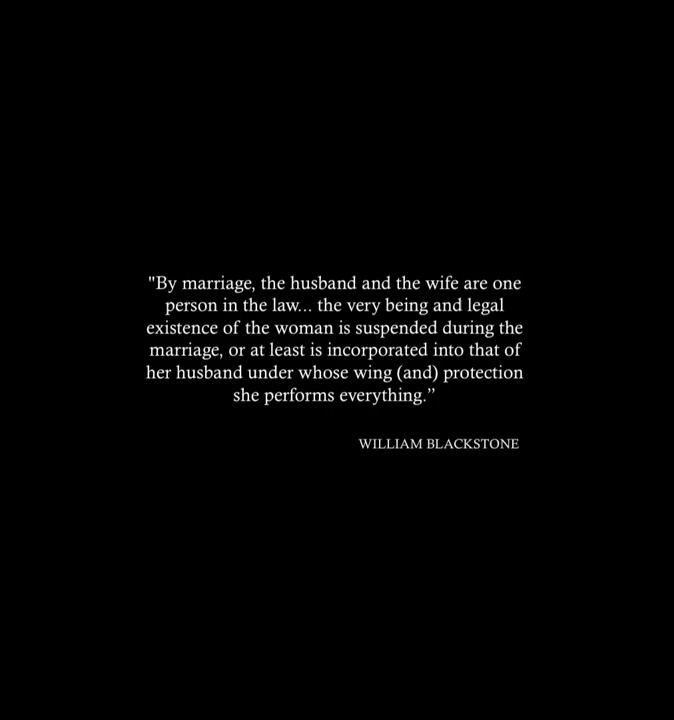 "By marriage, the husband and the wife are one
person in the law... the very being and legal
existence of the woman is suspended during the
marriage, or at least is incorporated into that of
her husband under whose wing (and) protection
she performs everything.”
WILLIAM BLACKSTONE